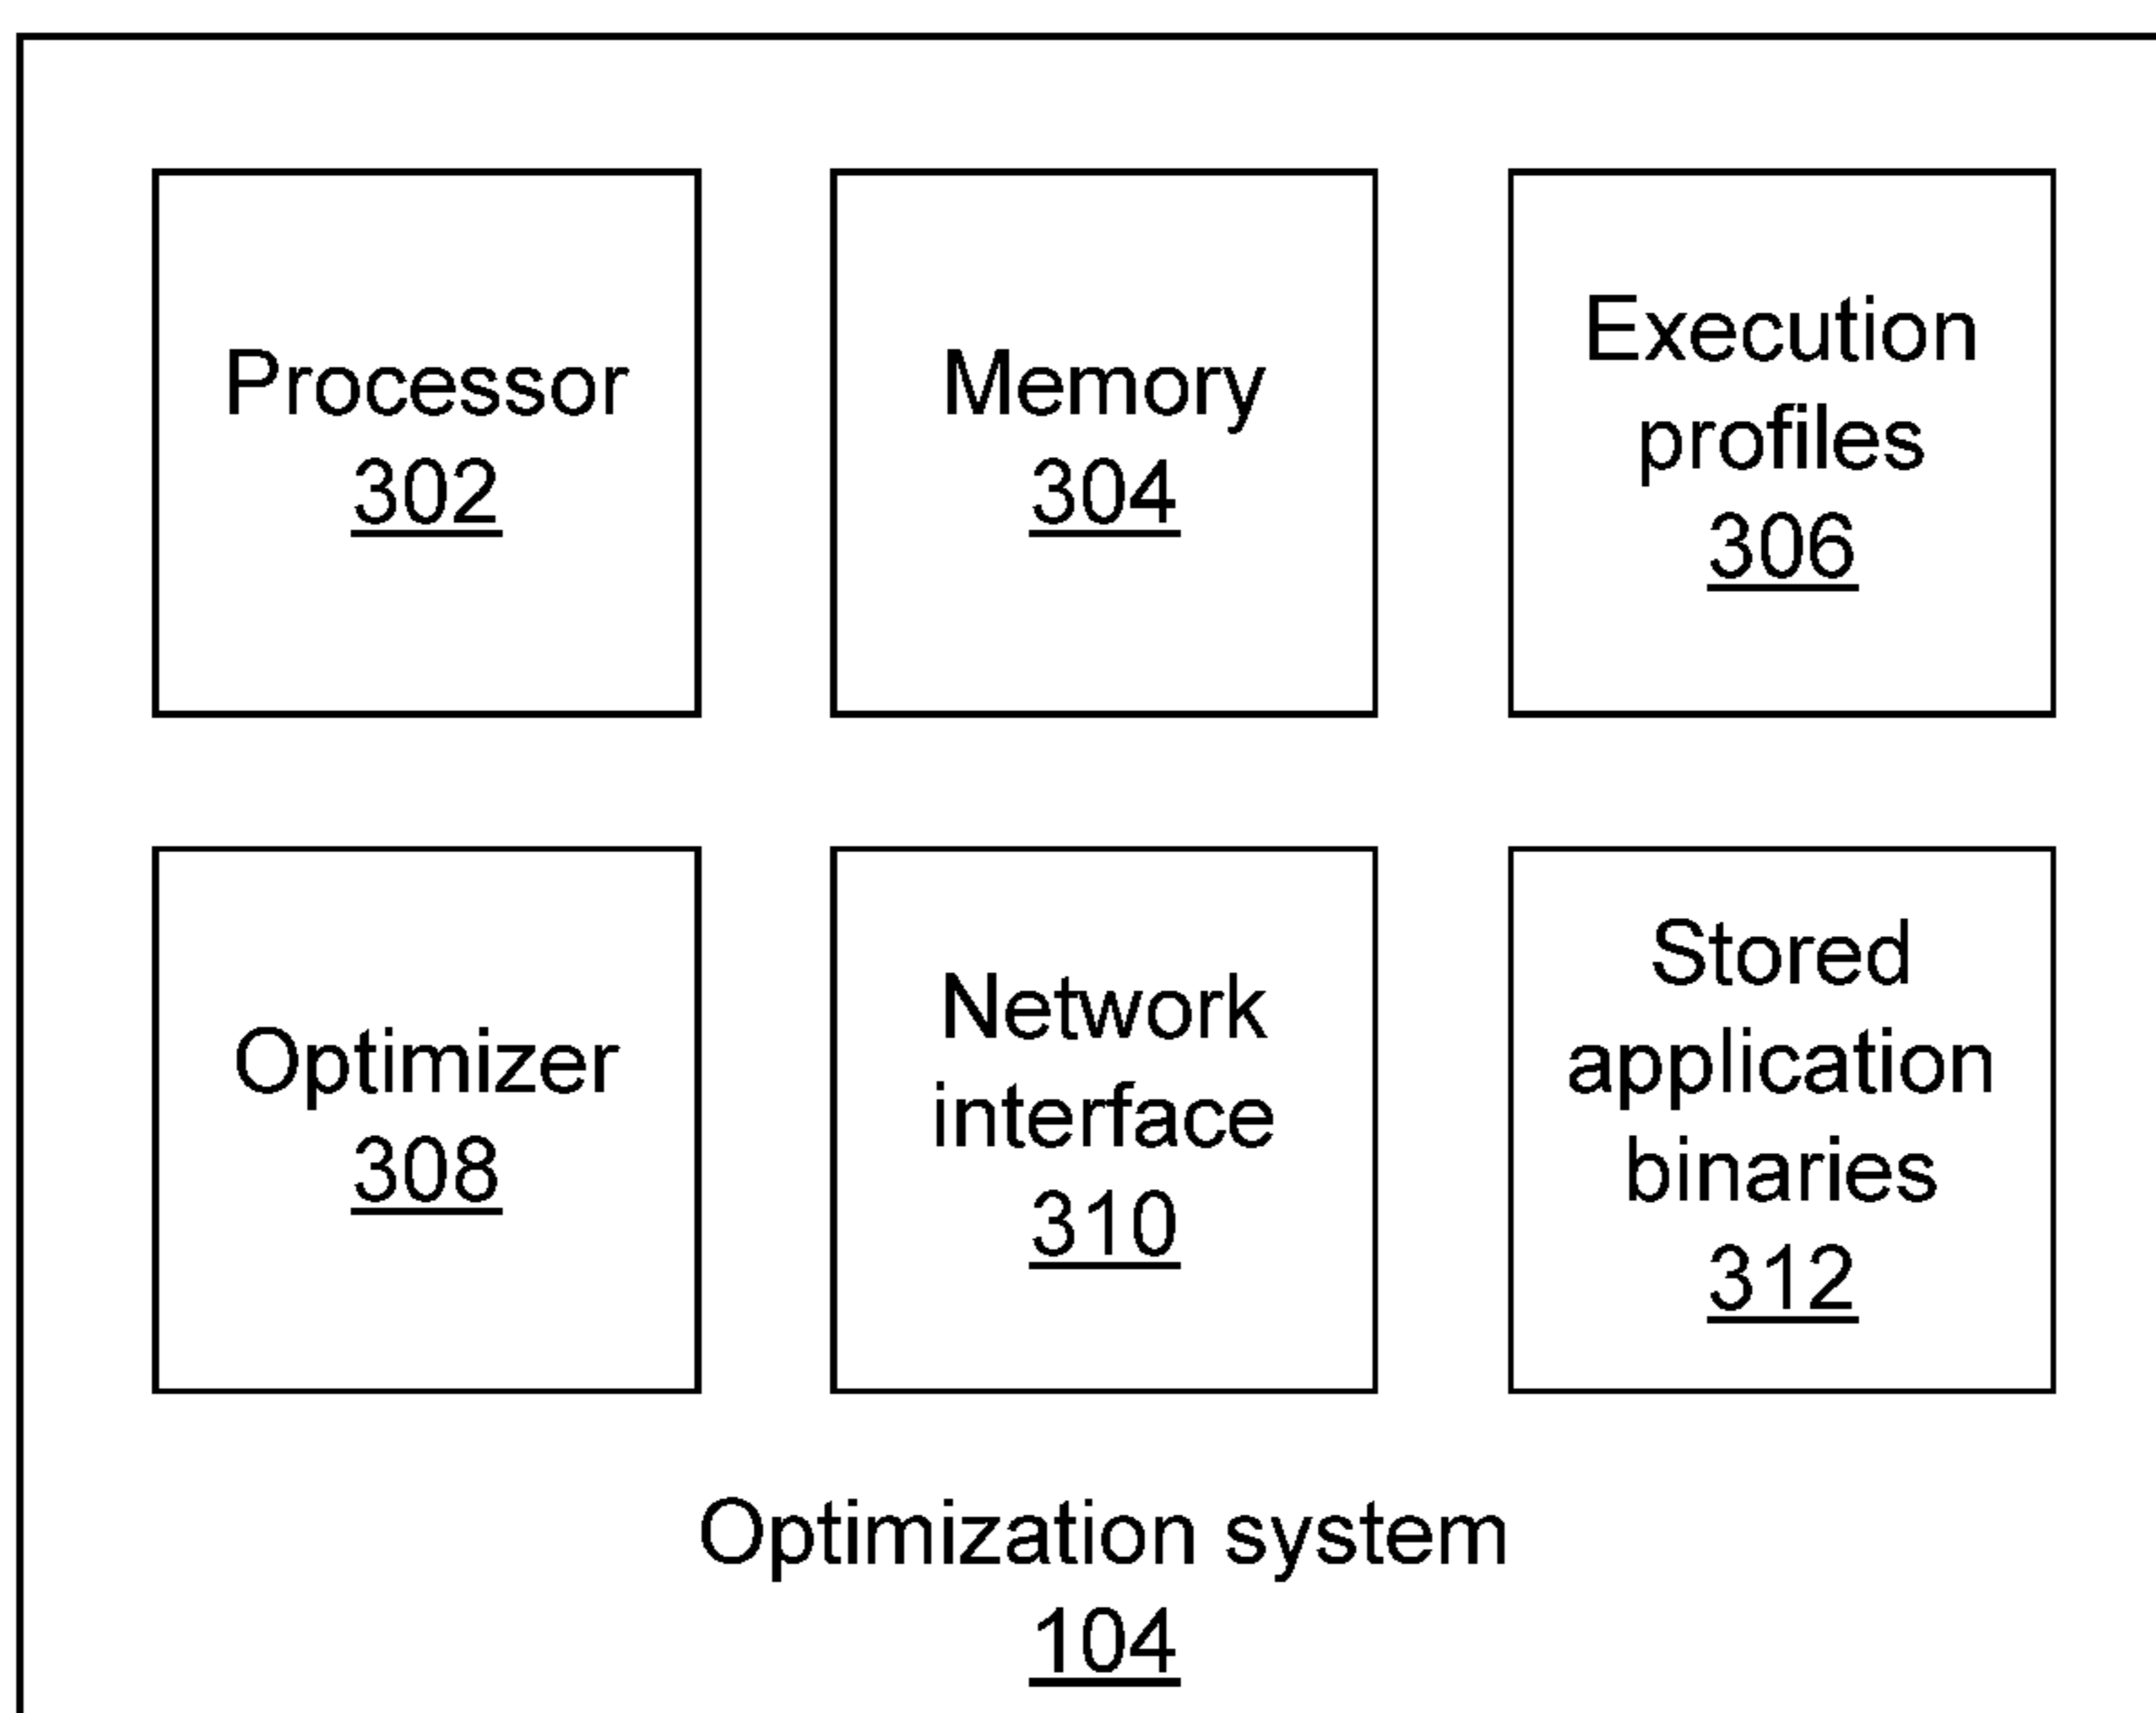 Processor
302
Memory
304
Execution
profiles
306
Optimizer
308
Network
interface
310
Stored
application
binaries
312
Optimization system
104